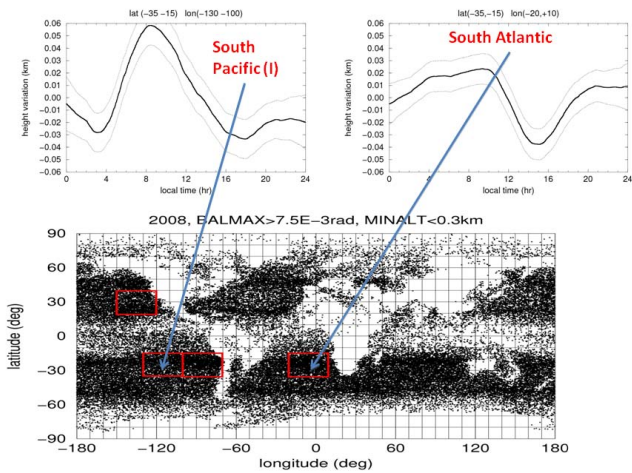 lat (-35 -15) lon(-130 -100)
lat(-35,-15) lon(-20,+10)
height variation (km)
0.06
0.05
0.04
0.03
0.02
0.01
0.00
-0.01
-0.02
-0.03
-0.04
-0.05
-0.06
0 4 8 12 16 20 24
local time (hr)
South
Pacific (I)
height variation (km)
0.06
0.05
0.04
0.03
0.02
0.01
0.00
-0.01
-0.02
-0.03
-0.04
-0.05
-0.06
0 4 8 12 16 20 24
local time (hr)
South Atlantic
2008, BALMAX>7.5E-3rad, MINALT<0.3km
latitude (deg)
90
60
30
0
-30
-60
-90
-180 -120 -60 0 60 120 180
longitude (deg)